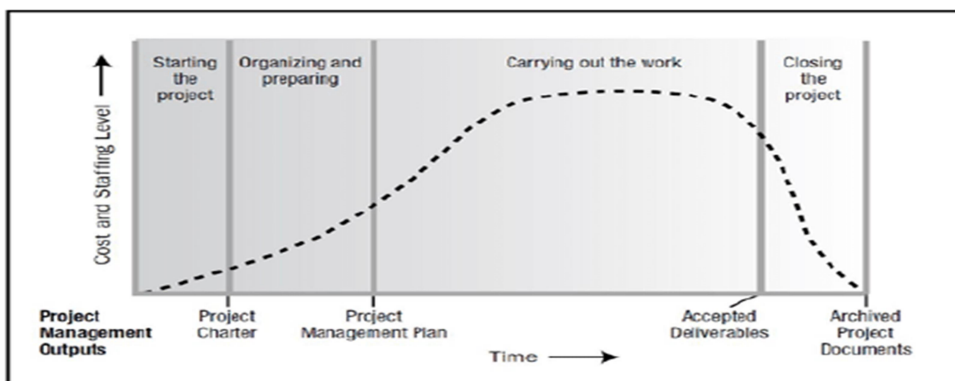 Starting
the
project
Organizing and
preparing
Carrying out the work
Closing
the
project
Cost and Staffing Level
Project
Management
Outputs
Project
Charter
Project
Management Plan
Accepted
Deliverables
Archived
Project
Documents
Time